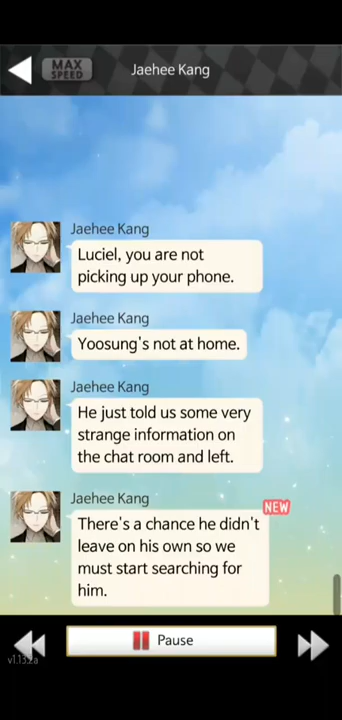 MAX
SPEED
Jaehee Kang
Jaehee Kang
Luciel, you are not
picking up your phone.
Jaehee Kang
Yoosung's not at home.
Jaehee Kang
He just told us some very
strange information on
the chat room and left.
Jaehee Kang
NEW
There's a chance he didn't
leave on his own so we
must start searching for
him.
Pause
v1.13.2a